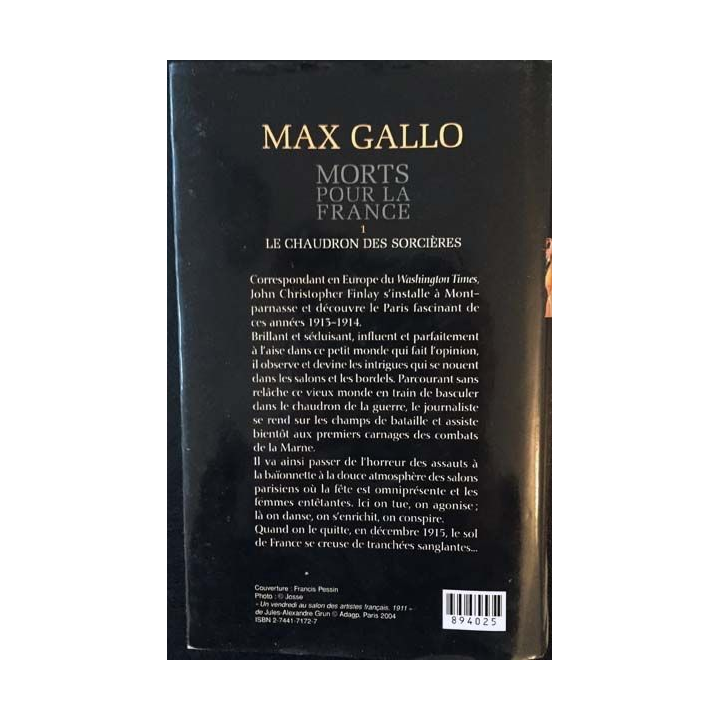 MAX GALLO
MORTS
POUR LA
FRANCE
1
LE CHAUDRON DES SORCIÈRES
Correspondant en Europe du Washington Times,
John Christopher Finlay s'installe à Mont-
parnasse et découvre le Paris fascinant de
ces années 1913-1914.
Brillant et séduisant, influent et parfaitement
à l'aise dans ce petit monde qui fait l'opinion,
il observe et devine les intrigues qui se nouent
dans les salons et les bordels. Parcourant sans
relâche ce vieux monde en train de basculer
dans le chaudron de la guerre, le journaliste
se rend sur les champs de bataille et assiste
bientôt aux premiers carnages des combats
de la Marne.
Il va ainsi passer de l'horreur des assauts à
la baïonnette à la douce atmosphère des salons
parisiens où la fête est omniprésente et les
femmes entêtantes. Ici on tue, on agonise ;
là on danse, on s'enrichit, on conspire.
Quand on le quitte, en décembre 1915, le sol
de France se creuse de tranchées sanglantes...
Couverture : Francis Pessin
Photo : © Josse
« Un vendredi au salon des artistes français, 1911 »
de Jules-Alexandre Grun © Adagp, Paris 2004
ISBN 2-7441-7172-7
894025